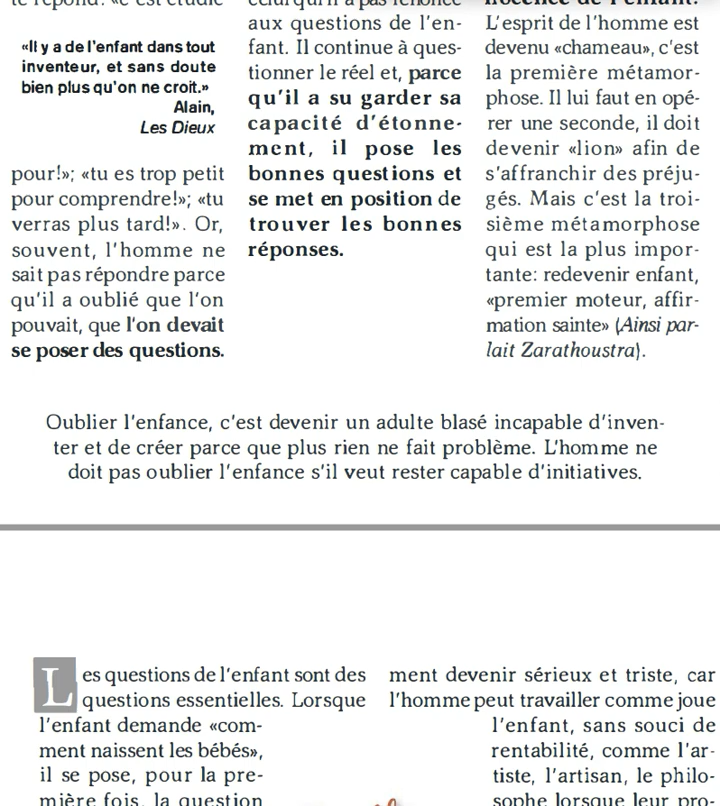 «Il y a de l'enfant dans tout
inventeur, et sans doute
bien plus qu'on ne croit.»
Alain,
Les Dieux
pour!»; «tu es trop petit
pour comprendre!»; «tu
verras plus tard!». Or,
souvent, l'homme ne
sait pas répondre parce
qu'il a oublié que l'on
pouvait, que l'on devait
se poser des questions.
aux questions de l'en-
fant. Il continue à ques-
tionner le réel et, parce
qu'il a su garder sa
capacité d'étonne-
ment, il pose les
bonnes questions et
se met en position de
trouver les bonnes
réponses.
L'esprit de l'homme est
devenu «chameau», c'est
la première métamor-
phose. Il lui faut en opé-
rer une seconde, il doit
devenir «lion» afin de
s'affranchir des préju-
gés. Mais c'est la troi-
sième métamorphose
qui est la plus impor-
tante: redevenir enfant,
«premier moteur, affir-
mation sainte» (Ainsi par-
lait Zarathoustra).
Oublier l'enfance, c'est devenir un adulte blasé incapable d'inven-
ter et de créer parce que plus rien ne fait problème. L'homme ne
doit pas oublier l'enfance s'il veut rester capable d'initiatives.
Les questions de l'enfant sont des
questions essentielles. Lorsque
l'enfant demande «com-
ment naissent les bébés»,
il se pose, pour la pre-
mière fois, la question
ment devenir sérieux et triste, car
l'homme peut travailler comme joue
l'enfant, sans souci de
rentabilité, comme l'ar-
tiste, l'artisan, le philo-
sophe lorsque leur pro-